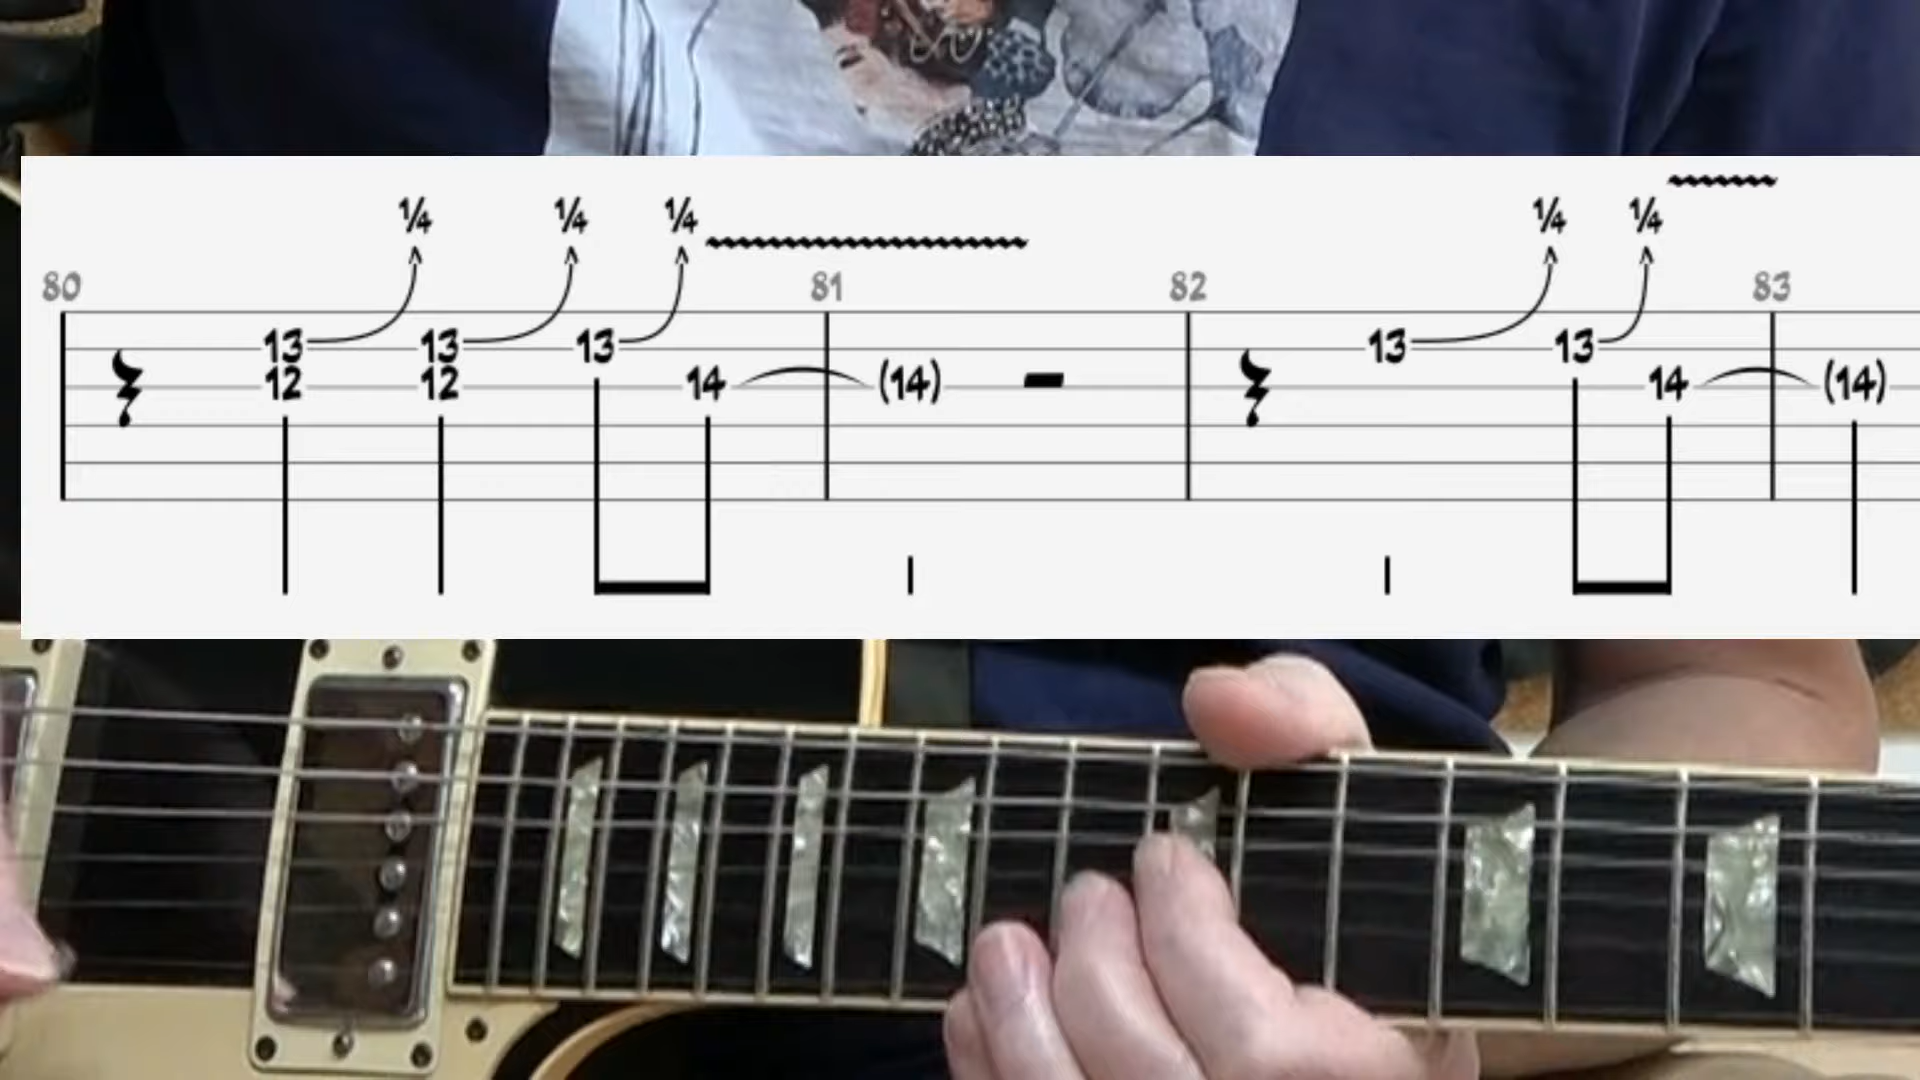 ¼ ¼ ¼ ¼ ¼
80 81 82 83
13 13 13 13 13
12 12 14 (14) 14 (14)